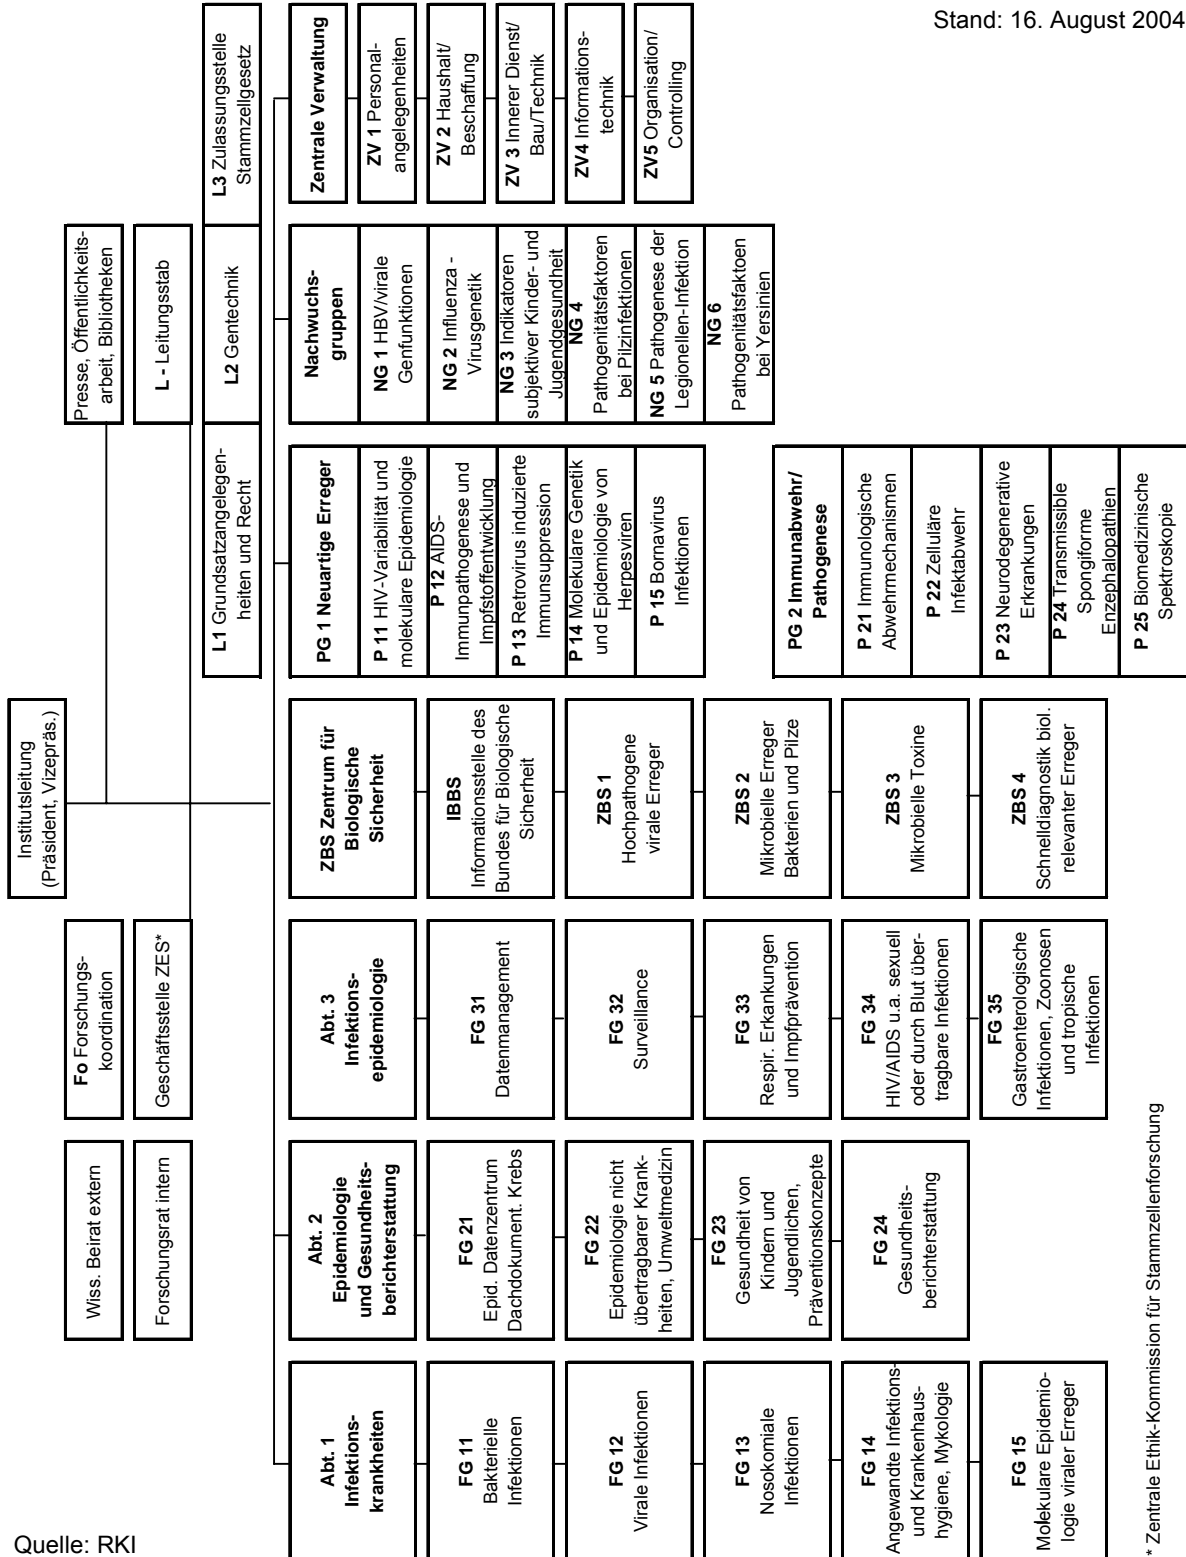 Stand: 16. August 2004
Institutsleitung
(Präsident, Vizepräs.)
Wiss. Beirat extern
Fo Forschungs-
koordination
Presse, Öffentlichkeits-
arbeit, Bibliotheken
Forschungsrat intern
Geschäftsstelle ZES*
L - Leitungsstab
L1 Grundsatzangelegen-
heiten und Recht
L2 Gentechnik
L3 Zulassungsstelle
Stammzellgesetz
Abt. 1
Infektions-
krankheiten
FG 11
Bakterielle
Infektionen
FG 12
Virale Infektionen
FG 13
Nosokomiale
Infektionen
FG 14
Angewandte Infektions-
und Krankenhaus-
hygiene, Mykologie
FG 15
Molekulare Epidemio-
logie viraler Erreger
Abt. 2
Epidemiologie
und Gesundheits-
berichterstattung
FG 21
Epid. Datenzentrum
Dachdokument. Krebs
FG 22
Epidemiologie nicht
übertragbarer Krank-
heiten, Umweltmedizin
FG 23
Gesundheit von
Kindern und
Jugendlichen,
Präventionskonzepte
FG 24
Gesundheits-
berichterstattung
Abt. 3
Infektions-
epidemiologie
FG 31
Datenmanagement
FG 32
Surveillance
FG 33
Respir. Erkankungen
und Impfprävention
FG 34
HIV/AIDS u.a. sexuell
oder durch Blut über-
tragbare Infektionen
FG 35
Gastroenterologische
Infektionen, Zoonosen
und tropische
Infektionen
ZBS Zentrum für
Biologische
Sicherheit
IBBS
Informationsstelle des
Bundes für Biologische
Sicherheit
ZBS 1
Hochpathogene
virale Erreger
ZBS 2
Mikrobielle Erreger
Bakterien und Pilze
ZBS 3
Mikrobielle Toxine
ZBS 4
Schnelldiagnostik biol.
relevanter Erreger
PG 1 Neuartige Erreger
P 11 HIV-Variabilität und
molekulare Epidemiologie
P 12 AIDS-
Immunpathogenese und
Impfstoffentwicklung
P 13 Retrovirus induzierte
Immunsuppression
P 14 Molekulare Genetik
und Epidemiologie von
Herpesviren
P 15 Bornavirus
Infektionen
PG 2 Immunabwehr/
Pathogenese
P 21 Immunologische
Abwehrmechanismen
P 22 Zelluläre
Infektabwehr
P 23 Neurodegenerative
Erkrankungen
P 24 Transmissible
Spongiforme
Enzephalopathien
P 25 Biomedizinische
Spektroskopie
Nachwuchs-
gruppen
NG 1 HBV/virale
Genfunktionen
NG 2 Influenza -
Virusgenetik
NG 3 Indikatoren
subjektiver Kinder- und
Jugendgesundheit
NG 4
Pathogenitätsfaktoren
bei Pilzinfektionen
NG 5 Pathogenese der
Legionellen-Infektion
NG 6
Pathogenitätsfaktoen
bei Yersinien
Zentrale Verwaltung
ZV 1 Personal-
angelegenheiten
ZV 2 Haushalt/
Beschaffung
ZV 3 Innerer Dienst/
Bau/Technik
ZV4 Informations-
technik
ZV5 Organisation/
Controlling
* Zentrale Ethik-Kommission für Stammzellenforschung
Quelle: RKI